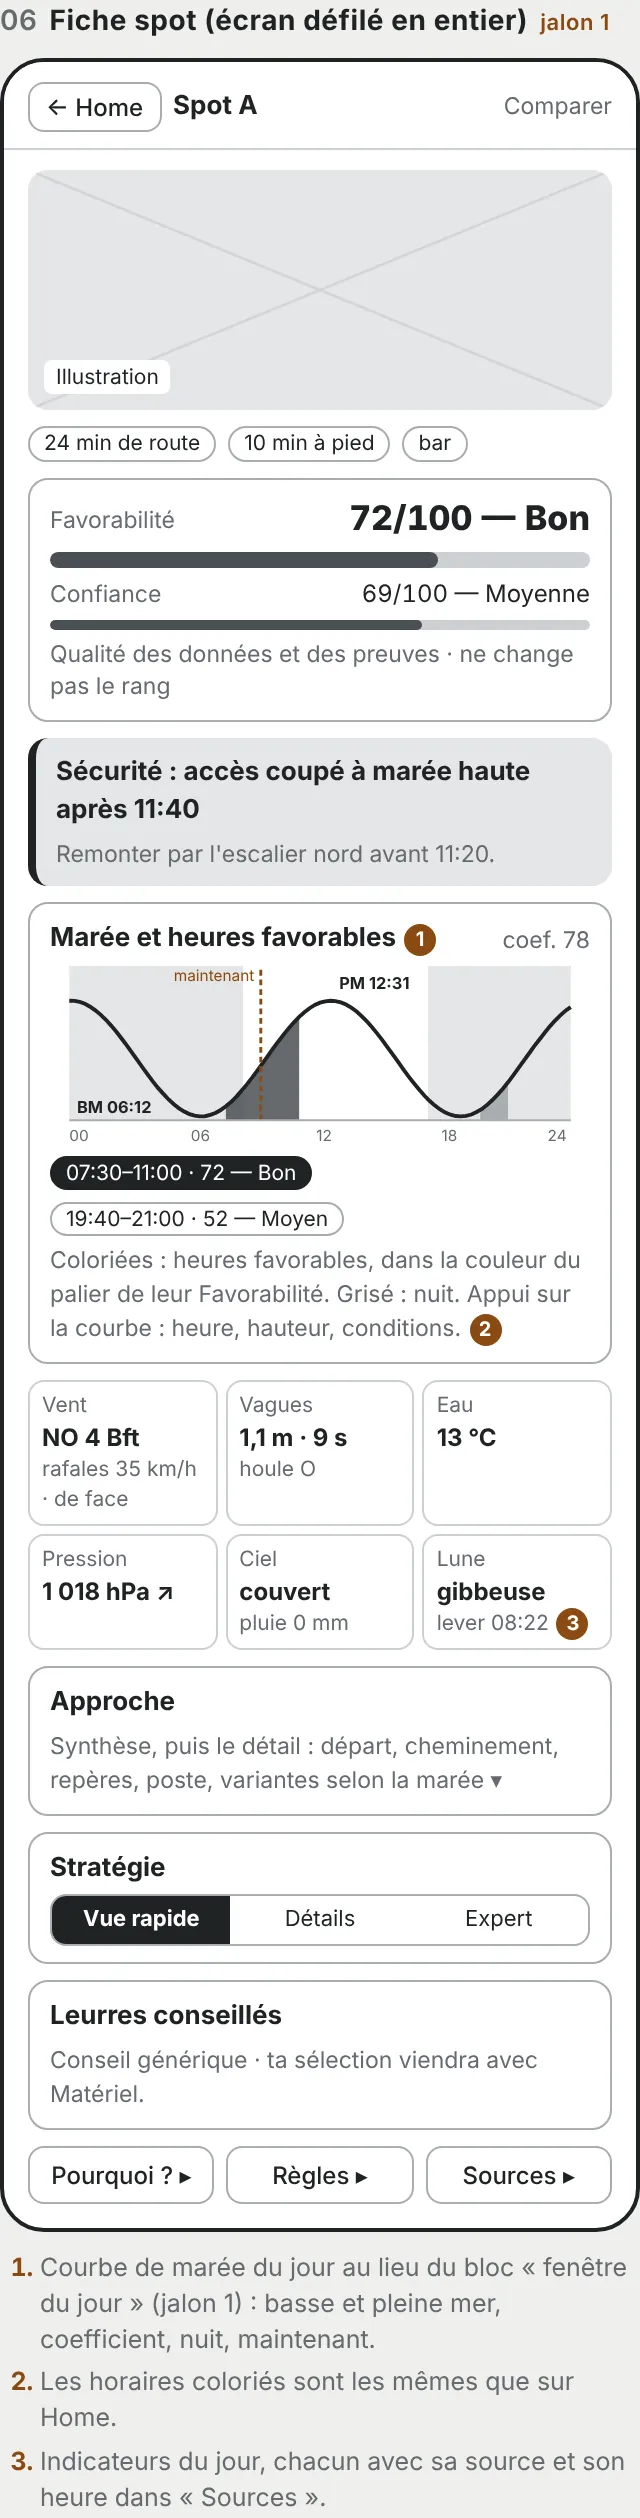 06 Fiche spot (écran défilé en entier) jalon 1
← Home Spot A Comparer
Illustration
24 min de route 10 min à pied bar
Favorabilité 72/100 — Bon
Confiance 69/100 — Moyenne
Qualité des données et des preuves · ne change
pas le rang
Sécurité : accès coupé à marée haute
après 11:40
Remonter par l'escalier nord avant 11:20.
Marée et heures favorables 1 coef. 78
maintenant PM 12:31
BM 06:12
00 06 12 18 24
07:30–11:00 · 72 — Bon
19:40–21:00 · 52 — Moyen
Coloriées : heures favorables, dans la couleur du
palier de leur Favorabilité. Grisé : nuit. Appui sur
la courbe : heure, hauteur, conditions. 2
Vent Vagues Eau
NO 4 Bft 1,1 m · 9 s 13 °C
rafales 35 km/h houle O
· de face
Pression Ciel Lune
1 018 hPa ↗ couvert gibbeuse
pluie 0 mm lever 08:22 3
Approche
Synthèse, puis le détail : départ, cheminement,
repères, poste, variantes selon la marée ▾
Stratégie
Vue rapide Détails Expert
Leurres conseillés
Conseil générique · ta sélection viendra avec
Matériel.
Pourquoi ? ▸ Règles ▸ Sources ▸
1. Courbe de marée du jour au lieu du bloc « fenêtre
du jour » (jalon 1) : basse et pleine mer,
coefficient, nuit, maintenant.
2. Les horaires coloriés sont les mêmes que sur
Home.
3. Indicateurs du jour, chacun avec sa source et son
heure dans « Sources ».